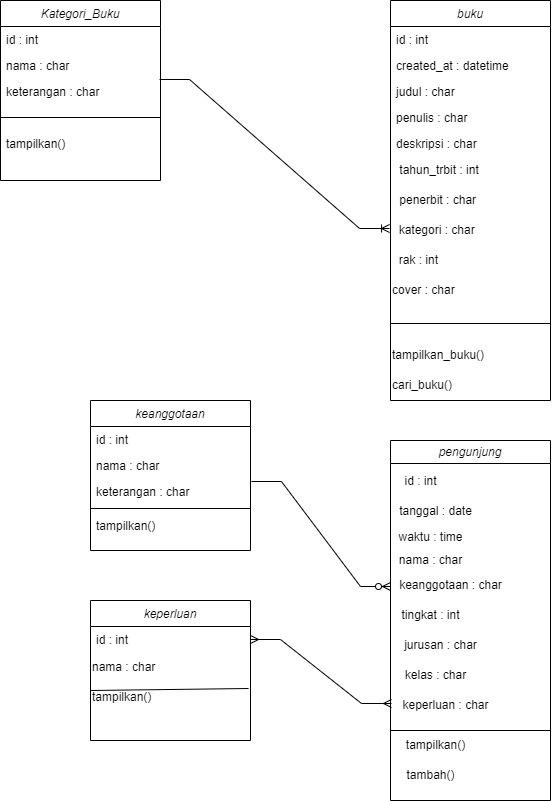 Kategori_Buku
id : int
nama : char
keterangan : char
tampilkan()
buku
id : int
created_at : datetime
judul : char
penulis : char
deskripsi : char
tahun_trbit : int
penerbit : char
kategori : char
rak : int
cover : char
tampilkan_buku()
cari_buku()
keanggotaan
id : int
nama : char
keterangan : char
tampilkan()
pengunjung
id : int
tanggal : date
waktu : time
nama : char
keanggotaan : char
tingkat : int
jurusan : char
kelas : char
keperluan : char
tampilkan()
tambah()
keperluan
id : int
nama : char
tampilkan()